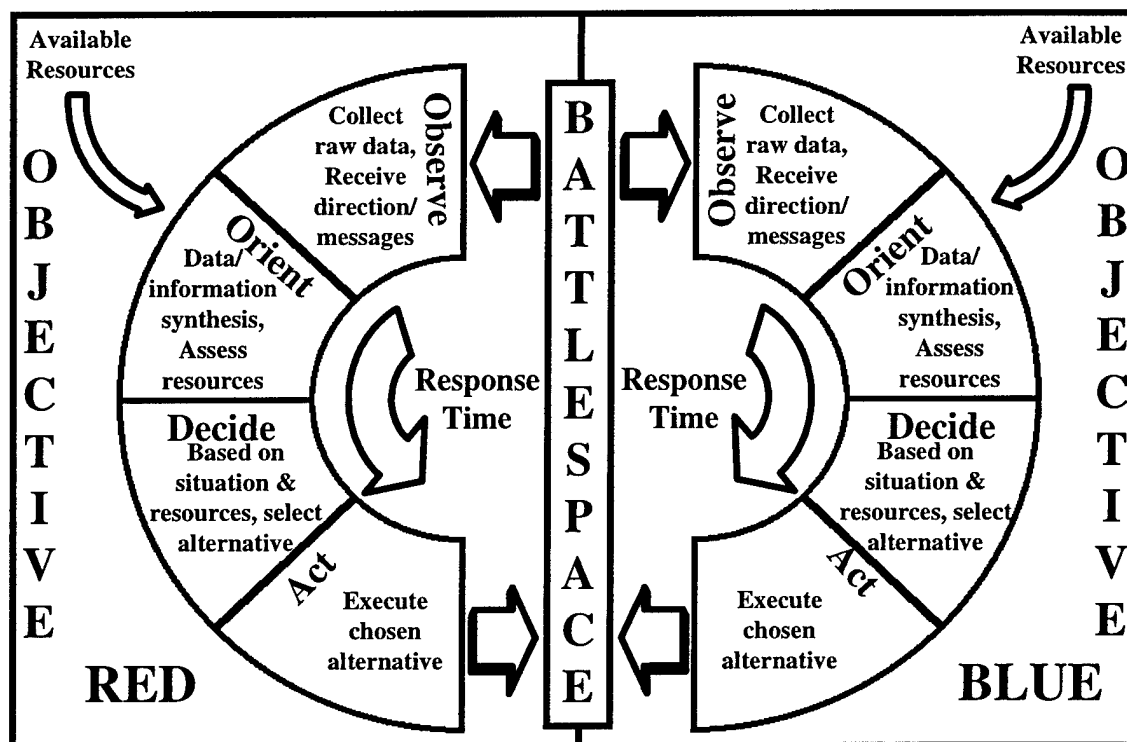 Available
Resources
OBJECTIVE
Observe
Collect
raw data,
Receive
direction/
messages
Orient
Data/
information
synthesis,
Assess
resources
Decide
Based on
situation &
resources, select
alternative
Act
Execute
chosen
alternative
Response
Time
RED
BATTLESPACE
Available
Resources
OBJECTIVE
Observe
Collect
raw data,
Receive
direction/
messages
Orient
Data/
information
synthesis,
Assess
resources
Decide
Based on
situation &
resources, select
alternative
Act
Execute
chosen
alternative
Response
Time
BLUE